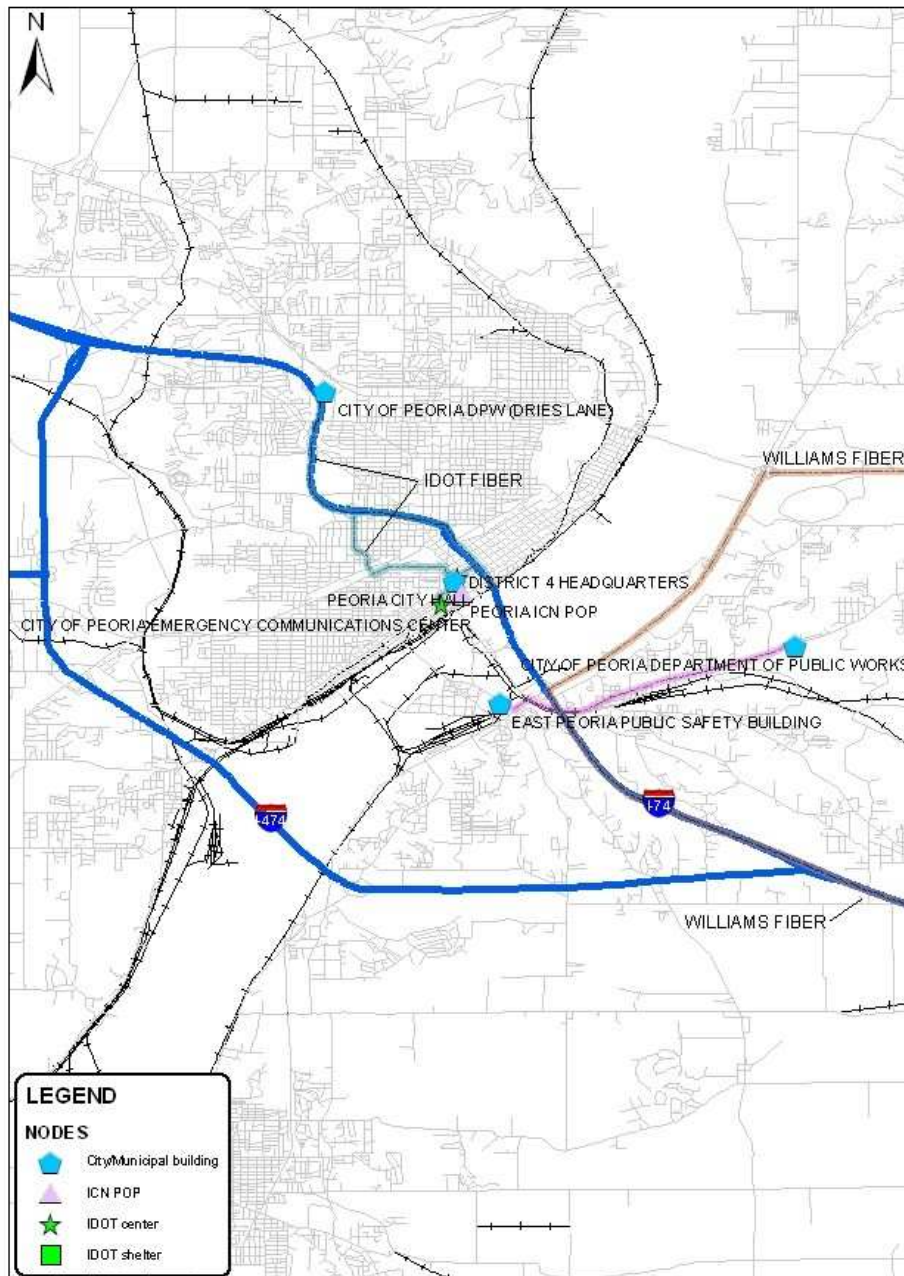 N
CITY OF PEORIA DPW (DRIES LANE)
WILLIAMS FIBER
IDOT FIBER
DISTRICT 4 HEADQUARTERS
PEORIA CITY HALL
PEORIA ICN POP
CITY OF PEORIA EMERGENCY COMMUNICATIONS CENTER
CITY OF PEORIA DEPARTMENT OF PUBLIC WORKS
EAST PEORIA PUBLIC SAFETY BUILDING
I-74
I-474
WILLIAMS FIBER
LEGEND
NODES
City/Municipal building
ICN POP
IDOT center
IDOT shelter